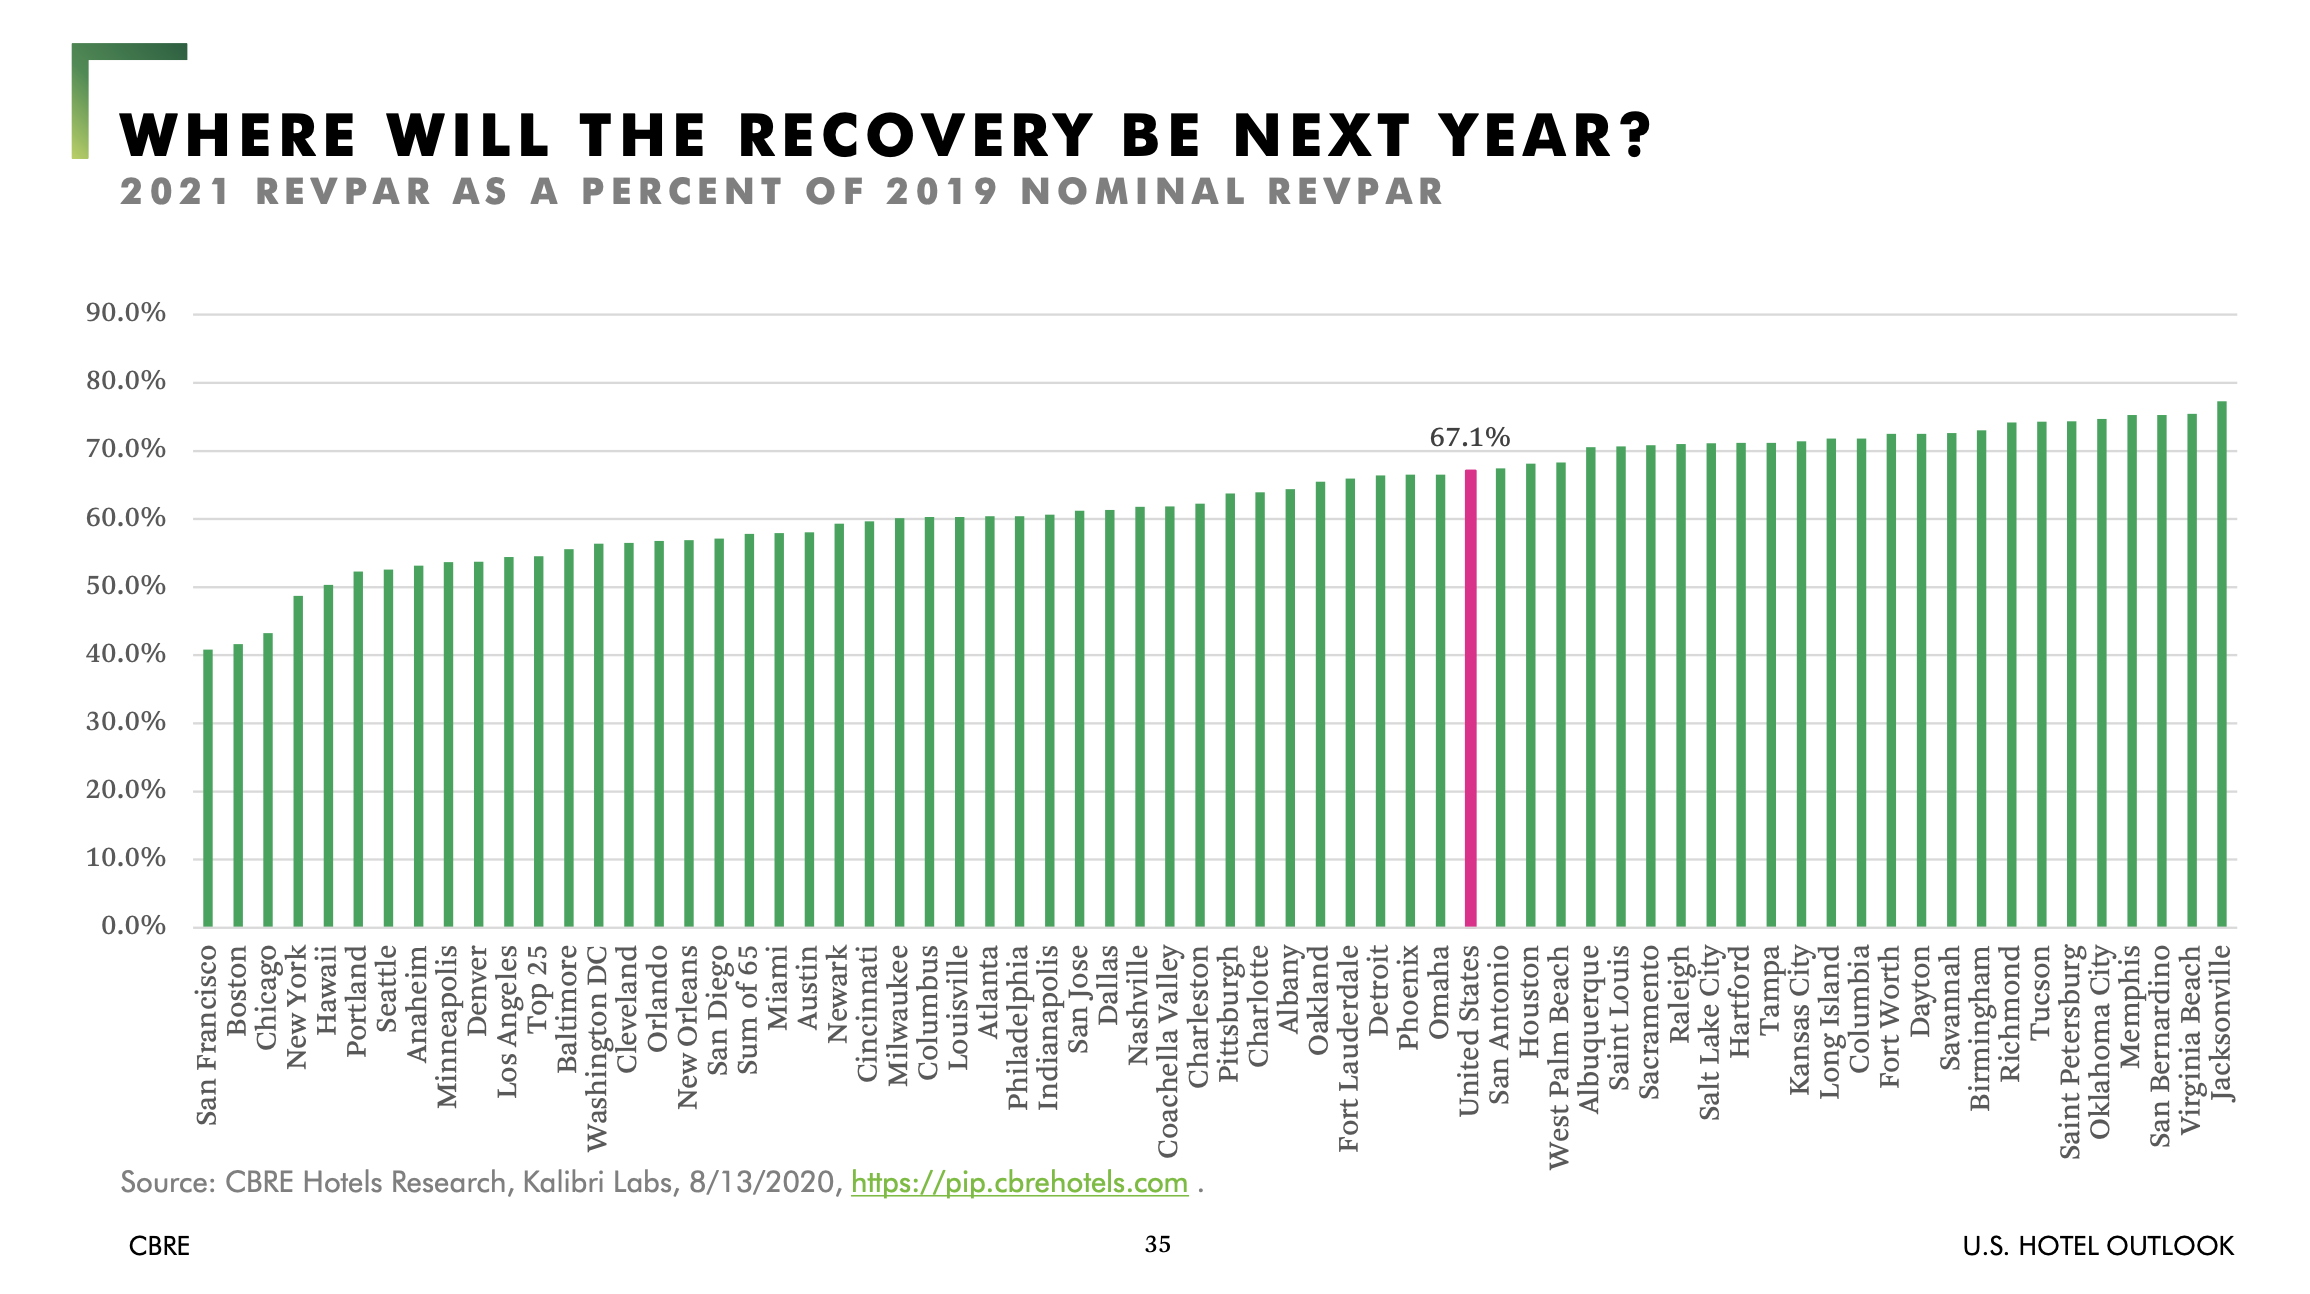 WHERE WILL THE RECOVERY BE NEXT YEAR?
2021 REVPAR AS A PERCENT OF 2019 NOMINAL REVPAR
90.0%
80.0%
70.0%
60.0%
50.0%
40.0%
30.0%
20.0%
10.0%
0.0%
67.1%
San Francisco
Boston
Chicago
New York
Hawaii
Portland
Seattle
Anaheim
Minneapolis
Denver
Los Angeles
Top 25
Baltimore
Washington DC
Cleveland
Orlando
New Orleans
San Diego
Sum of 65
Miami
Austin
Newark
Cincinnati
Milwaukee
Columbus
Louisville
Atlanta
Philadelphia
Indianapolis
San Jose
Dallas
Nashville
Coachella Valley
Charleston
Pittsburgh
Charlotte
Albany
Oakland
Fort Lauderdale
Detroit
Phoenix
Omaha
United States
San Antonio
Houston
West Palm Beach
Albuquerque
Saint Louis
Sacramento
Raleigh
Salt Lake City
Hartford
Tampa
Kansas City
Long Island
Columbia
Fort Worth
Dayton
Savannah
Birmingham
Richmond
Tucson
Saint Petersburg
Oklahoma City
Memphis
San Bernardino
Virginia Beach
Jacksonville
Source: CBRE Hotels Research, Kalibri Labs, 8/13/2020, https://pip.cbrehotels.com .
CBRE
35
U.S. HOTEL OUTLOOK